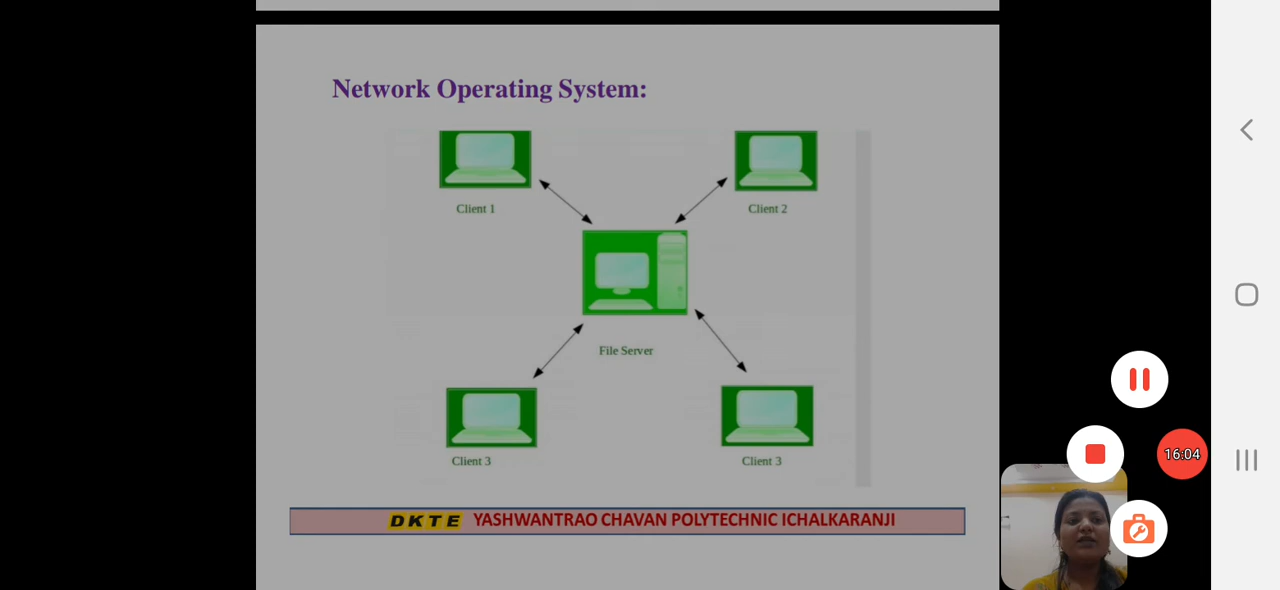 Network Operating System:
Client 1
Client 2
File Server
Client 3
Client 3
DKTE YASHWANTRAO CHAVAN POLYTECHNIC ICHALKARANJI
16:04